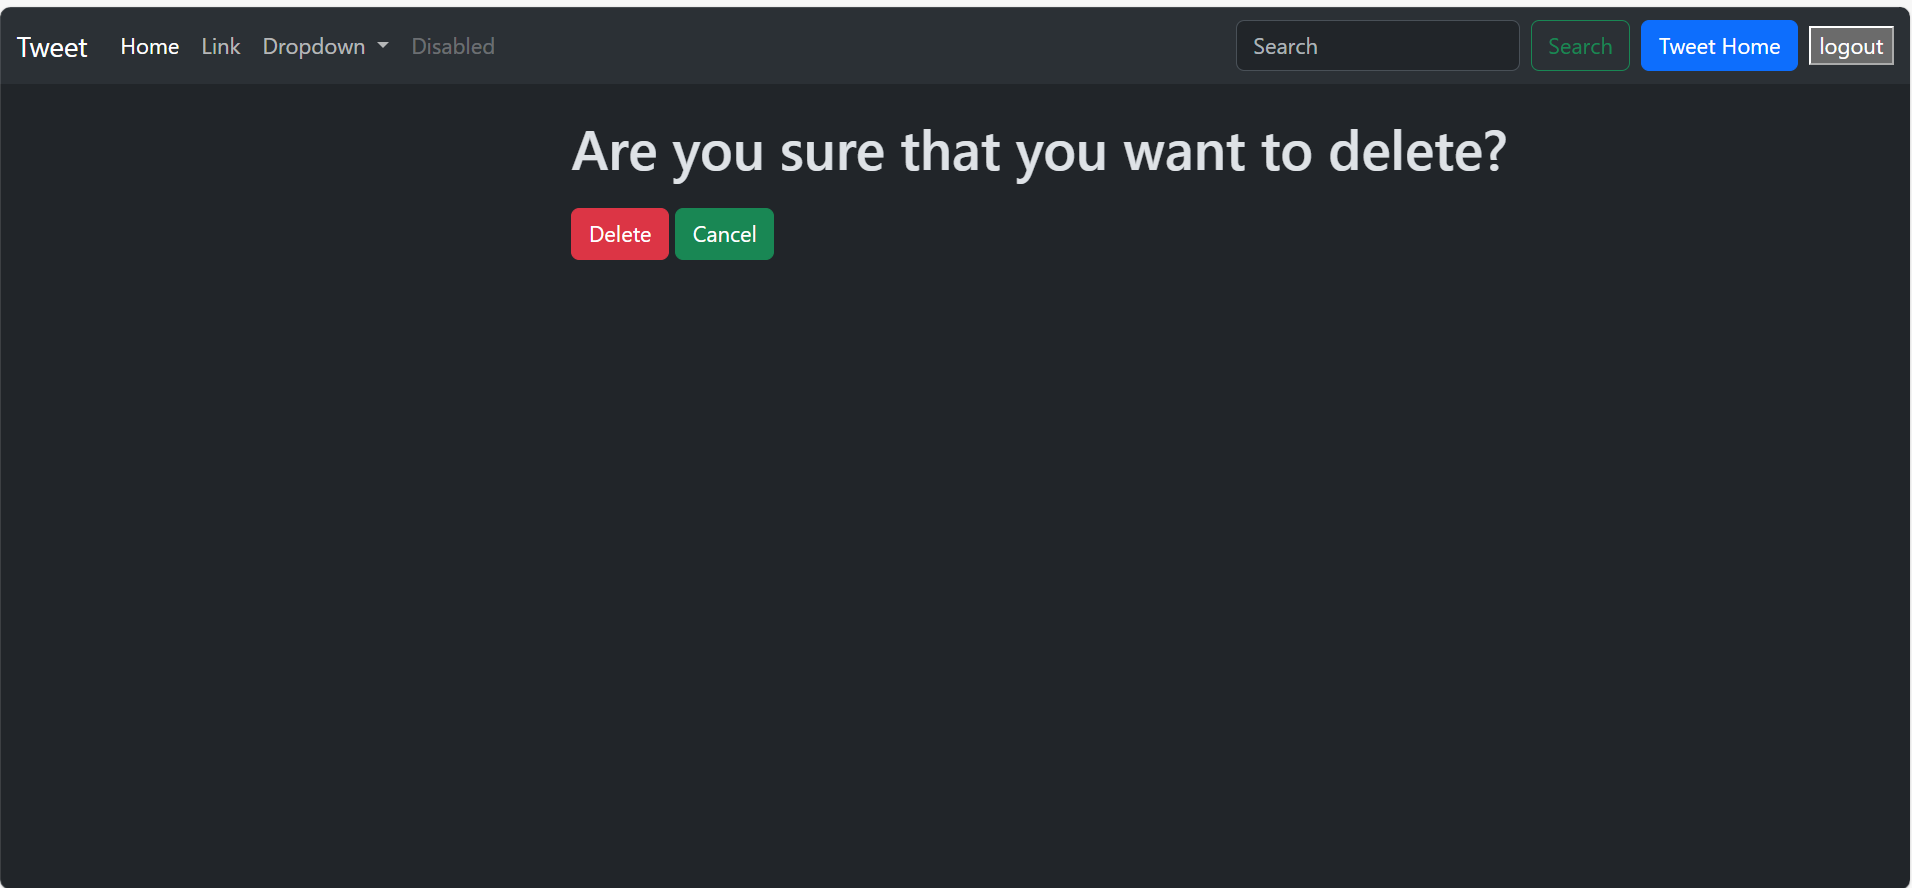 Tweet Home Link Dropdown Disabled Search Search Tweet Home logout
Are you sure that you want to delete?
Delete Cancel